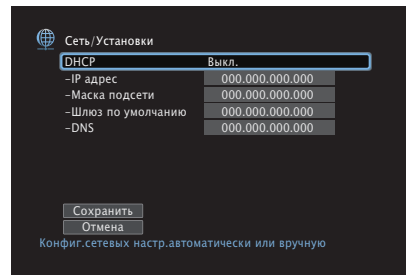 Сеть/Установки
DHCP Выкл.
–IP адрес 000.000.000.000
–Маска подсети 000.000.000.000
–Шлюз по умолчанию 000.000.000.000
–DNS 000.000.000.000
Сохранить
Отмена
Конфиг.сетевых настр.автоматически или вручную